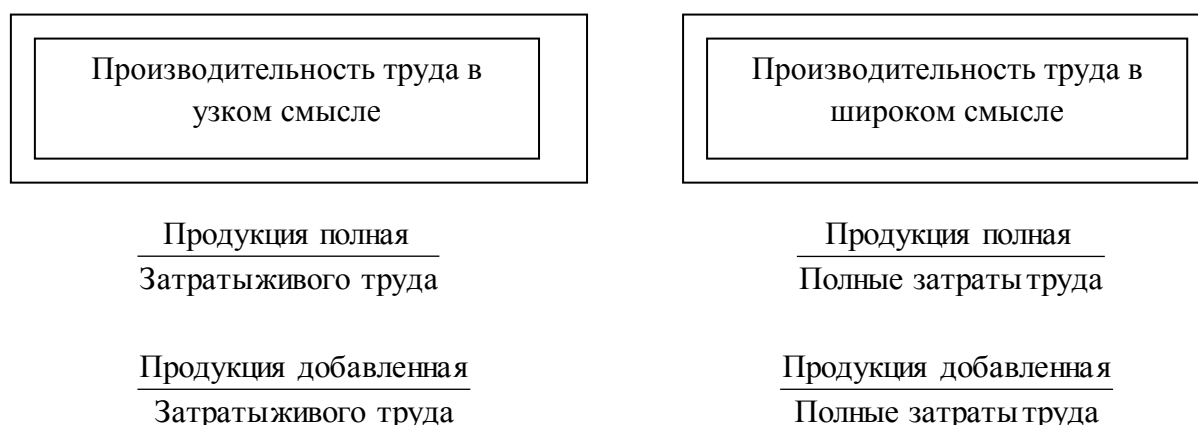 Производительность труда в
узком смысле
Производительность труда в
широком смысле
Продукция полная
Затраты живого труда
Продукция полная
Полные затраты труда
Продукция добавленная
Затраты живого труда
Продукция добавленная
Полные затраты труда